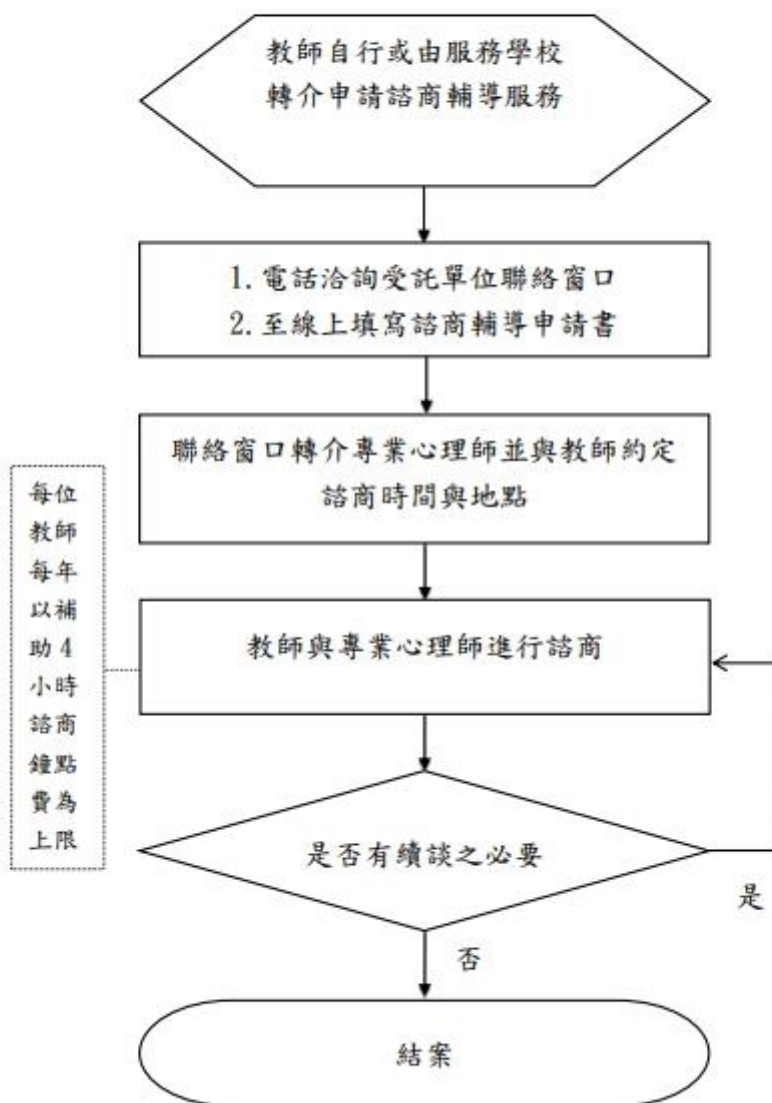 教師自行或由服務學校
轉介申請諮商輔導服務
1.電話洽詢受託單位聯絡窗口
2.至線上填寫諮商輔導申請書
聯絡窗口轉介專業心理師並與教師約定
諮商時間與地點
每位
教師
每年
以補
助4
小時
諮商
鐘點
費為
上限
教師與專業心理師進行諮商
是否有續談之必要
是
否
結案